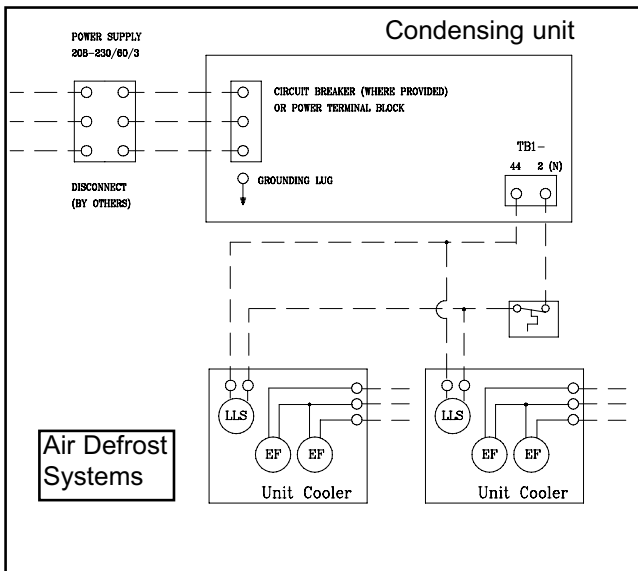 Condensing unit
POWER SUPPLY
208-230/60/3
CIRCUIT BREAKER (WHERE PROVIDED)
OR POWER TERMINAL BLOCK
TB1-
44 2 (N)
GROUNDING LUG
DISCONNECT
(BY OTHERS)
LLS
EF EF
Unit Cooler
LLS
EF EF
Unit Cooler
Air Defrost
Systems